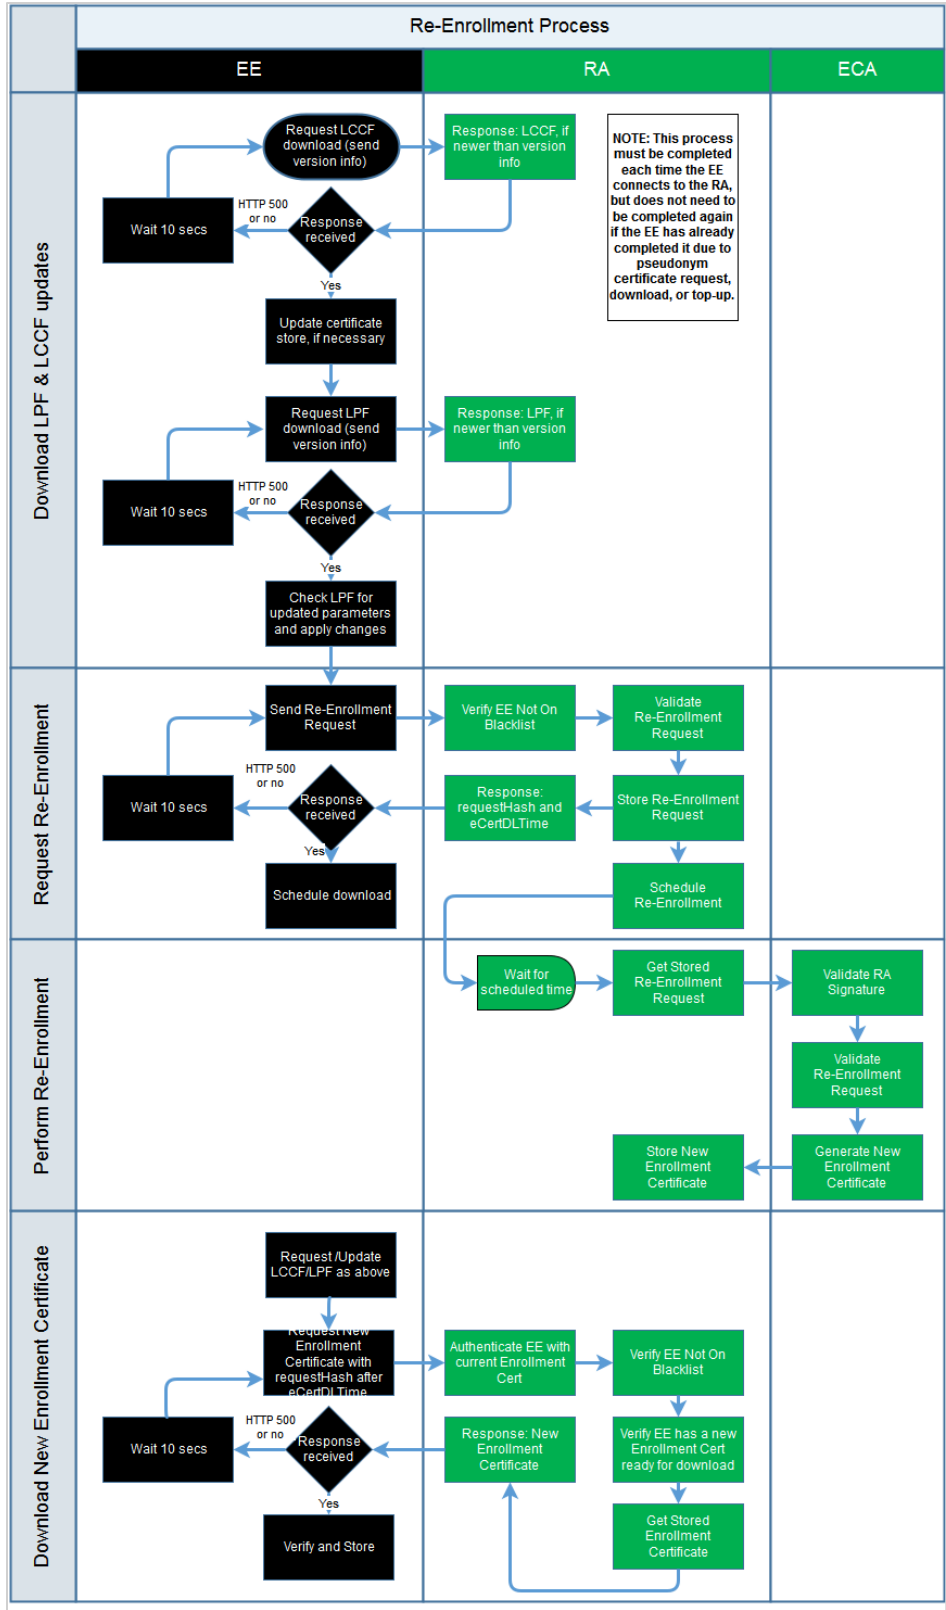 Re-Enrollment Process
EE
RA
ECA
Download LPF & LCCF updates
Request LCCF
download (send
version info)
Response: LCCF, if
newer than version
info
NOTE: This process
must be completed
each time the EE
connects to the RA,
but does not need to
be completed again
if the EE has already
completed it due to
pseudonym
certificate request,
download, or top-up.
Wait 10 secs
HTTP 500
or no
Response
received
Yes
Update certificate
store, if necessary
Request LPF
download (send
version info)
Response: LPF, if
newer than version
info
Wait 10 secs
HTTP 500
or no
Response
received
Yes
Check LPF for
updated parameters
and apply changes
Request Re-Enrollment
Send Re-Enrollment
Request
Verify EE Not On
Blacklist
Validate
Re-Enrollment
Request
Wait 10 secs
HTTP 500
or no
Response
received
Response:
requestHash and
eCertDLTime
Store Re-Enrollment
Request
Yes
Schedule download
Schedule
Re-Enrollment
Perform Re-Enrollment
Wait for
scheduled time
Get Stored
Re-Enrollment
Request
Validate RA
Signature
Validate
Re-Enrollment
Request
Store New
Enrollment
Certificate
Generate New
Enrollment
Certificate
Download New Enrollment Certificate
Request /Update
LCCF/LPF as above
Request New
Enrollment
Certificate with
requestHash after
eCertDLTime
Authenticate EE with
current Enrollment
Cert
Verify EE Not On
Blacklist
Wait 10 secs
HTTP 500
or no
Response
received
Response: New
Enrollment
Certificate
Verify EE has a new
Enrollment Cert
ready for download
Yes
Verify and Store
Get Stored
Enrollment
Certificate